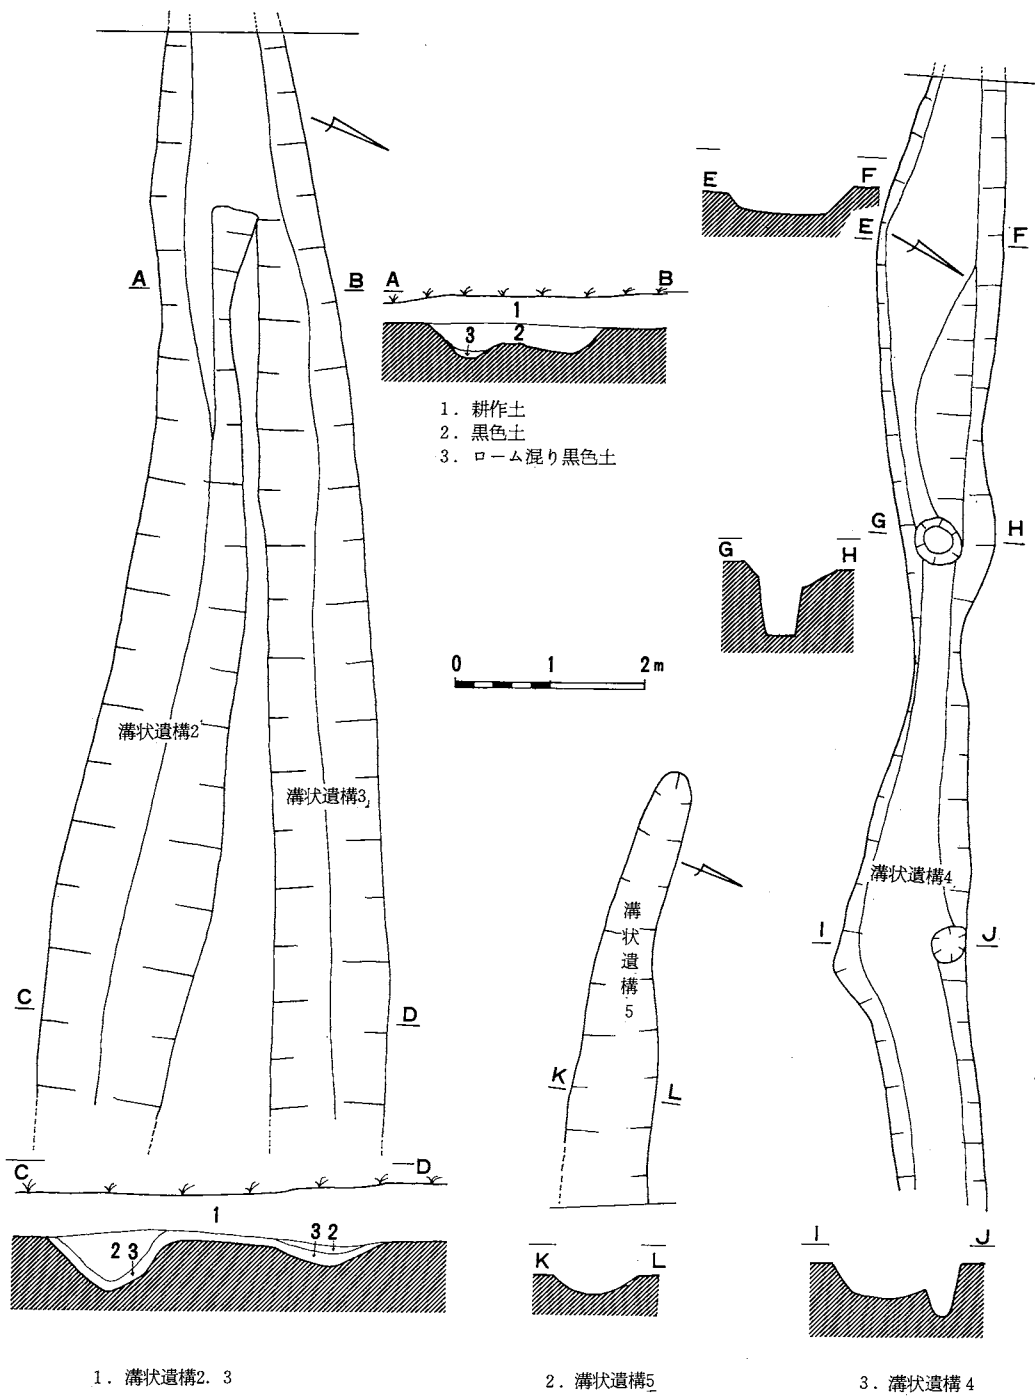 A
B
A
B
1
3
2
1. 耕作土
2. 黒色土
3. ローム混り黒色土
E
F
E
F
G
H
G
H
0 1 2m
溝状遺構2
溝状遺構3
溝状遺構4
溝状遺構5
I
J
C
D
K
L
C
D
1
2 3
3 2
K
L
I
J
1. 溝状遺構2. 3
2. 溝状遺構5
3. 溝状遺構4